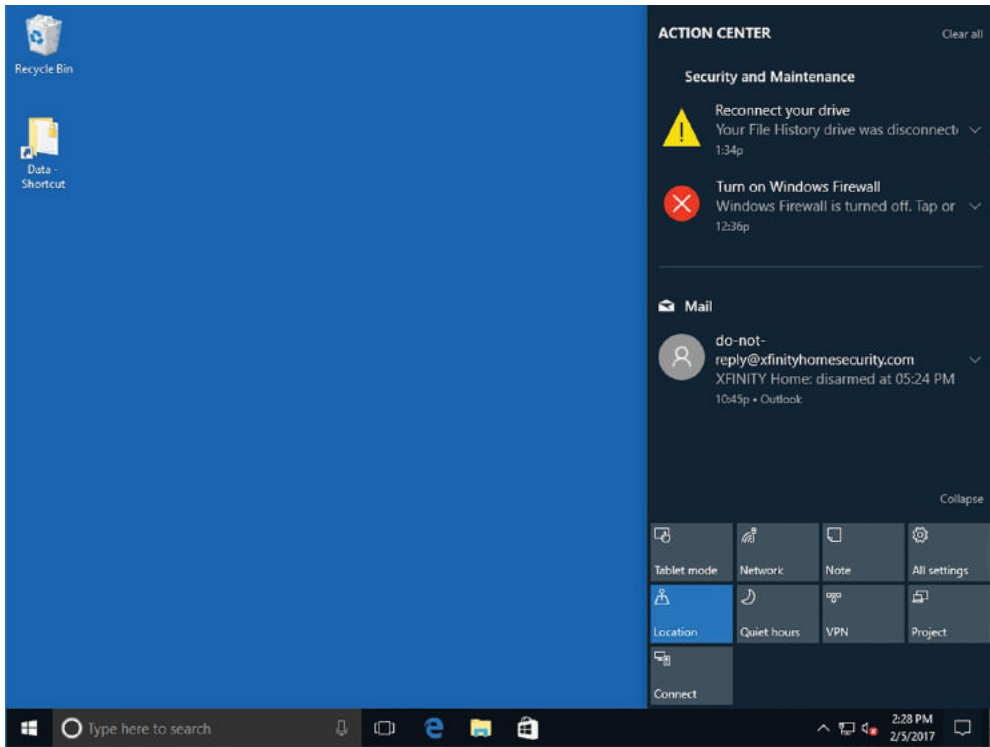 Recycle Bin
Data -
Shortcut
ACTION CENTER
Clear all
Security and Maintenance
Reconnect your drive
Your File History drive was disconnect
1:34p
Turn on Windows Firewall
Windows Firewall is turned off. Tap or
12:36p
Mail
do-not-
reply@xfinityhomesecurity.com
XFINITY Home: disarmed at 05:24 PM
10:45p • Outlook
Collapse
Tablet mode
Network
Note
All settings
Location
Quiet hours
VPN
Project
Connect
Type here to search
2:28 PM
2/5/2017